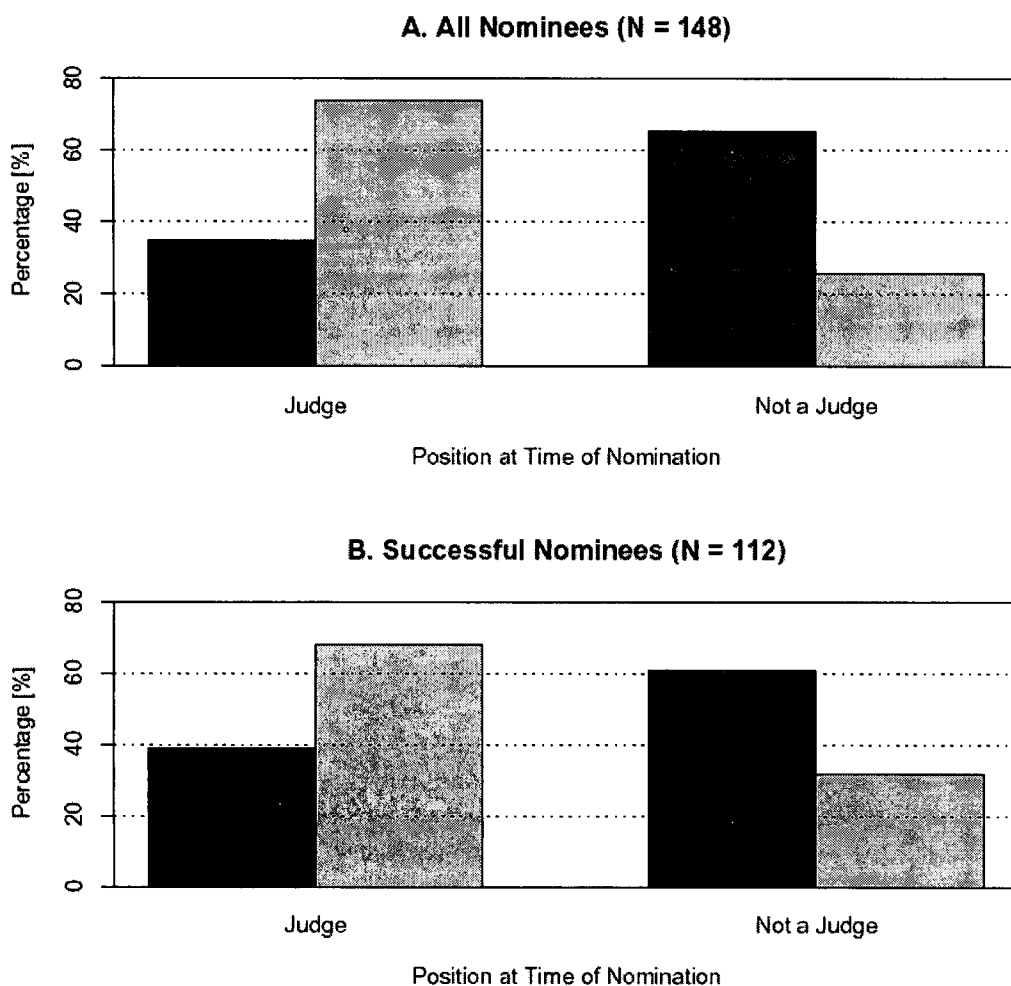 A. All Nominees (N = 148)
Percentage [%]
80
60
40
20
0
Judge
Not a Judge
Position at Time of Nomination
B. Successful Nominees (N = 112)
Percentage [%]
80
60
40
20
0
Judge
Not a Judge
Position at Time of Nomination